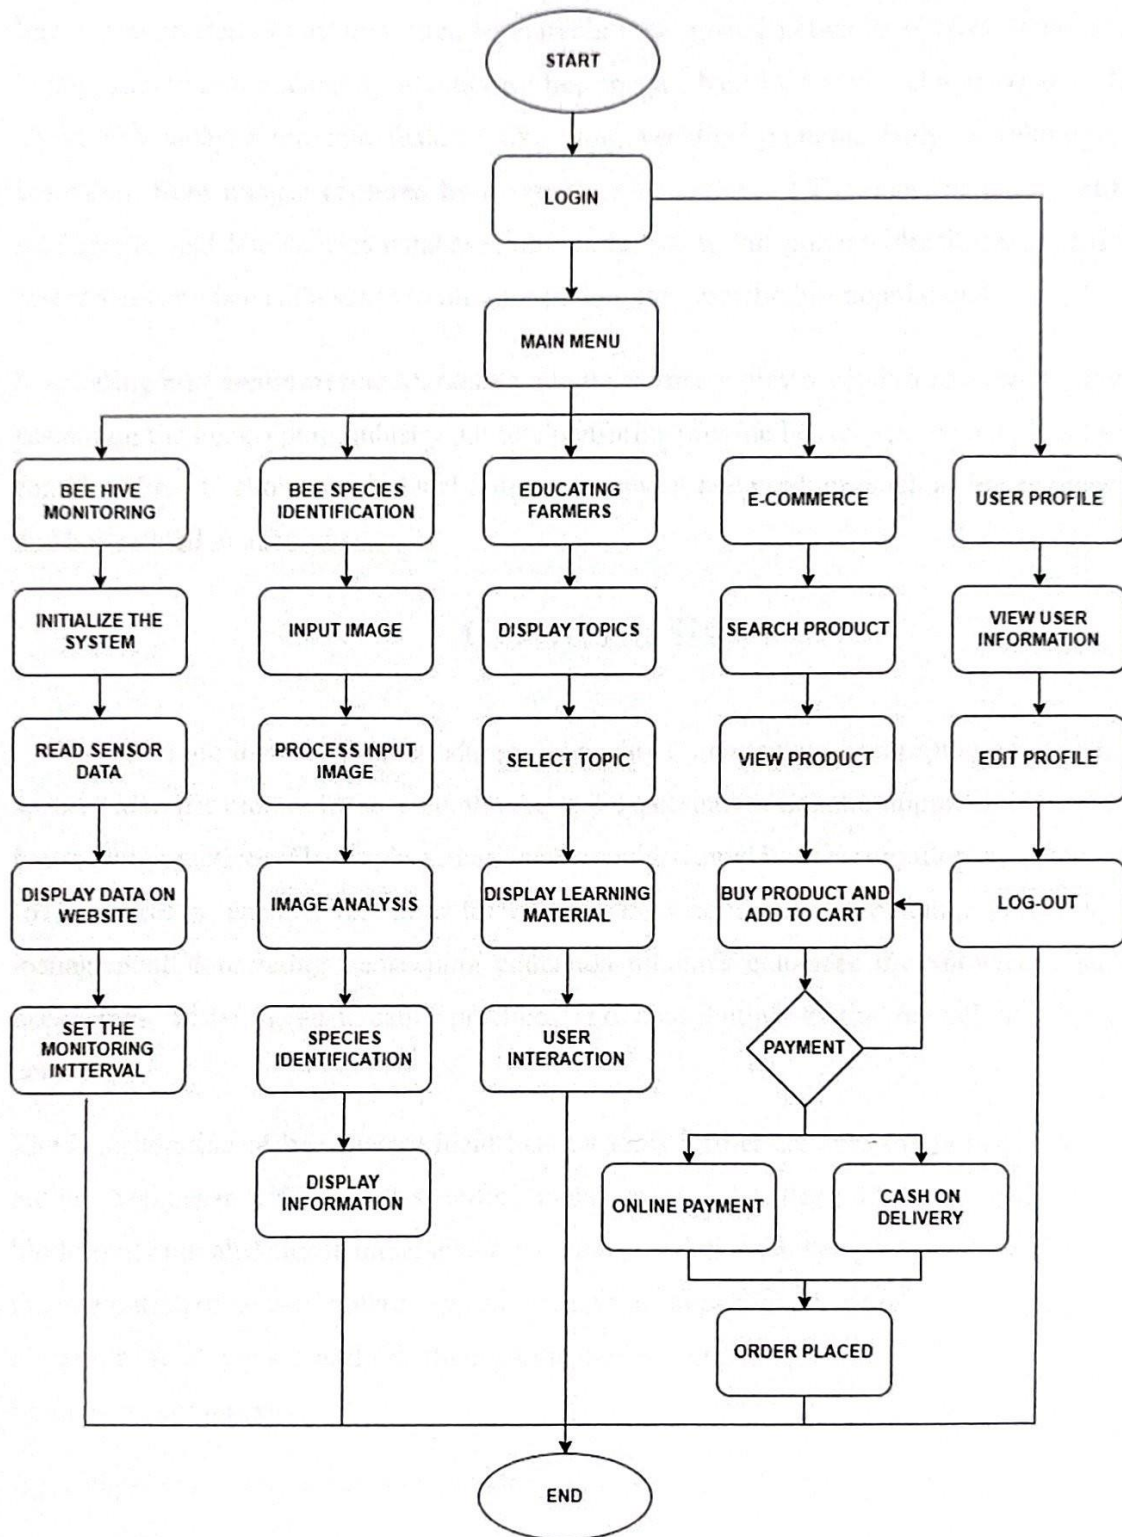 START
LOGIN
MAIN MENU
BEE HIVE
MONITORING
BEE SPECIES
IDENTIFICATION
EDUCATING
FARMERS
E-COMMERCE
USER PROFILE
INITIALIZE THE
SYSTEM
INPUT IMAGE
DISPLAY TOPICS
SEARCH PRODUCT
VIEW USER
INFORMATION
READ SENSOR
DATA
PROCESS INPUT
IMAGE
SELECT TOPIC
VIEW PRODUCT
EDIT PROFILE
DISPLAY DATA ON
WEBSITE
IMAGE ANALYSIS
DISPLAY LEARNING
MATERIAL
BUY PRODUCT AND
ADD TO CART
LOG-OUT
SET THE
MONITORING
INTTERVAL
SPECIES
IDENTIFICATION
USER
INTERACTION
PAYMENT
DISPLAY
INFORMATION
ONLINE PAYMENT
CASH ON
DELIVERY
ORDER PLACED
END